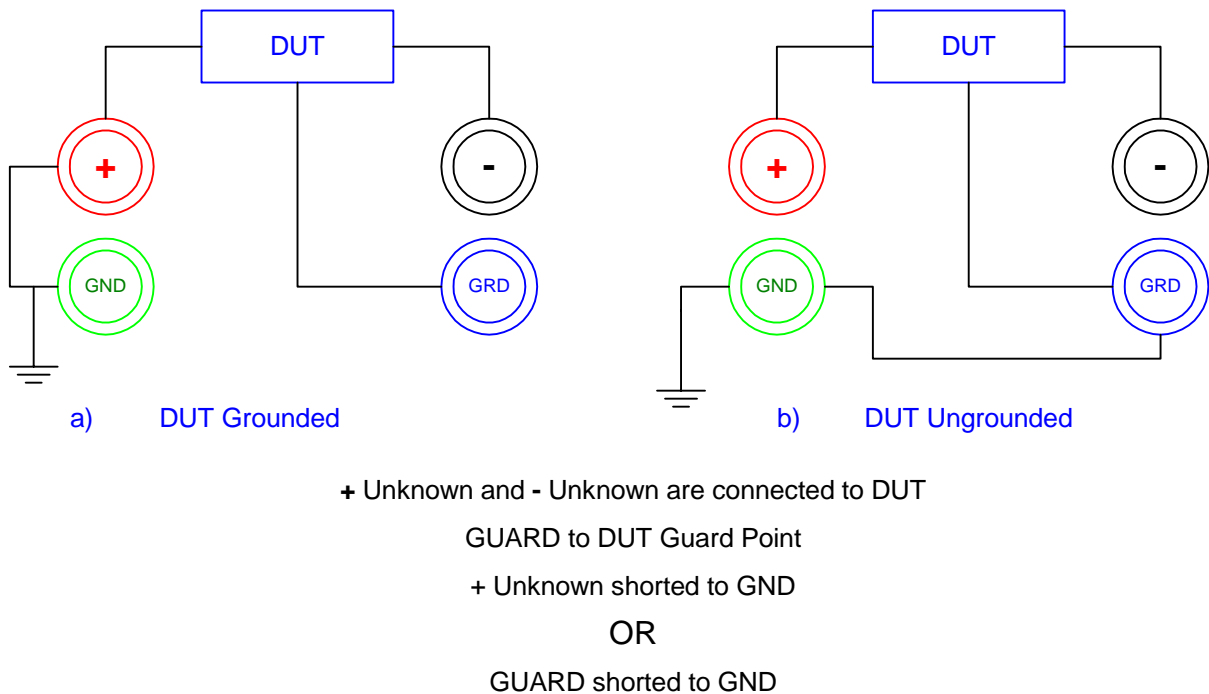 DUT
DUT
+
-
+
-
GND
GRD
GND
GRD
a) DUT Grounded
b) DUT Ungrounded
+ Unknown and - Unknown are connected to DUT
GUARD to DUT Guard Point
+ Unknown shorted to GND
OR
GUARD shorted to GND